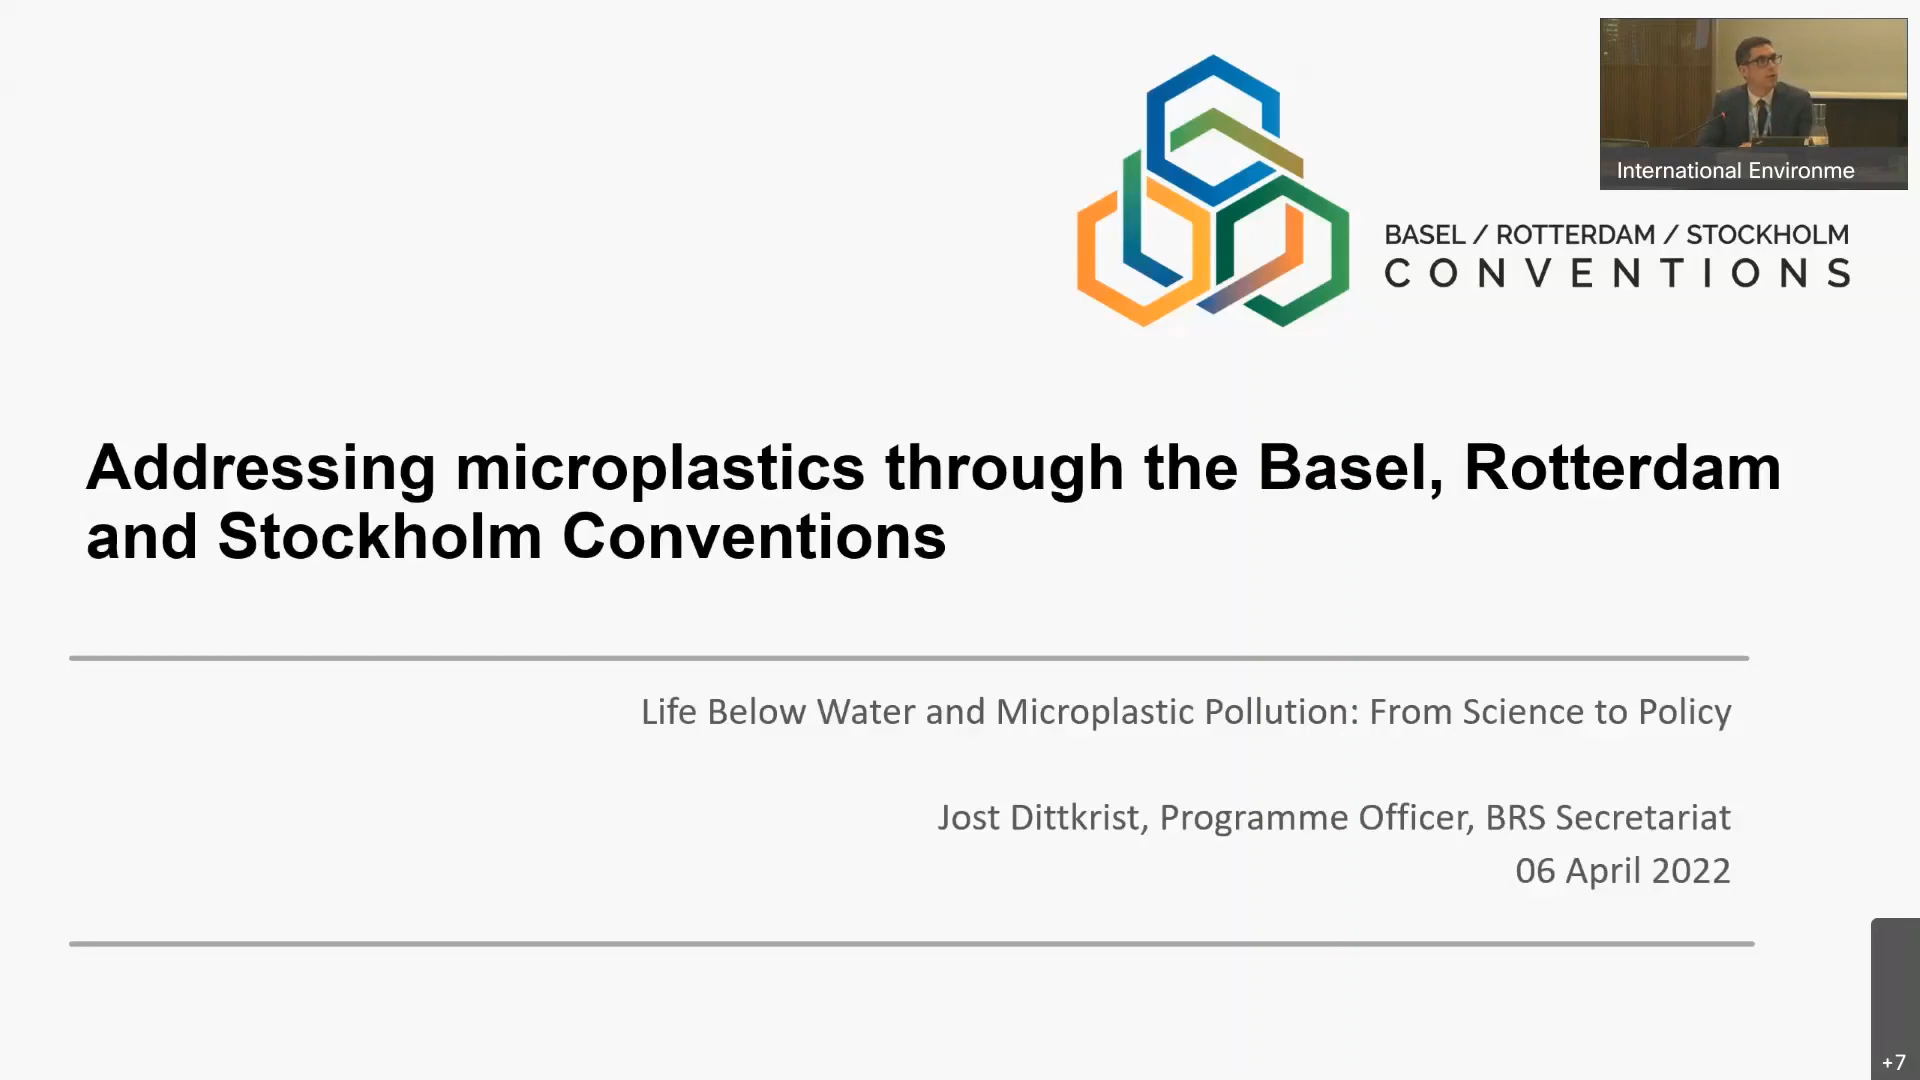 International Environme
BASEL / ROTTERDAM / STOCKHOLM
CONVENTIONS
Addressing microplastics through the Basel, Rotterdam
and Stockholm Conventions
Life Below Water and Microplastic Pollution: From Science to Policy
Jost Dittkrist, Programme Officer, BRS Secretariat
06 April 2022
+7